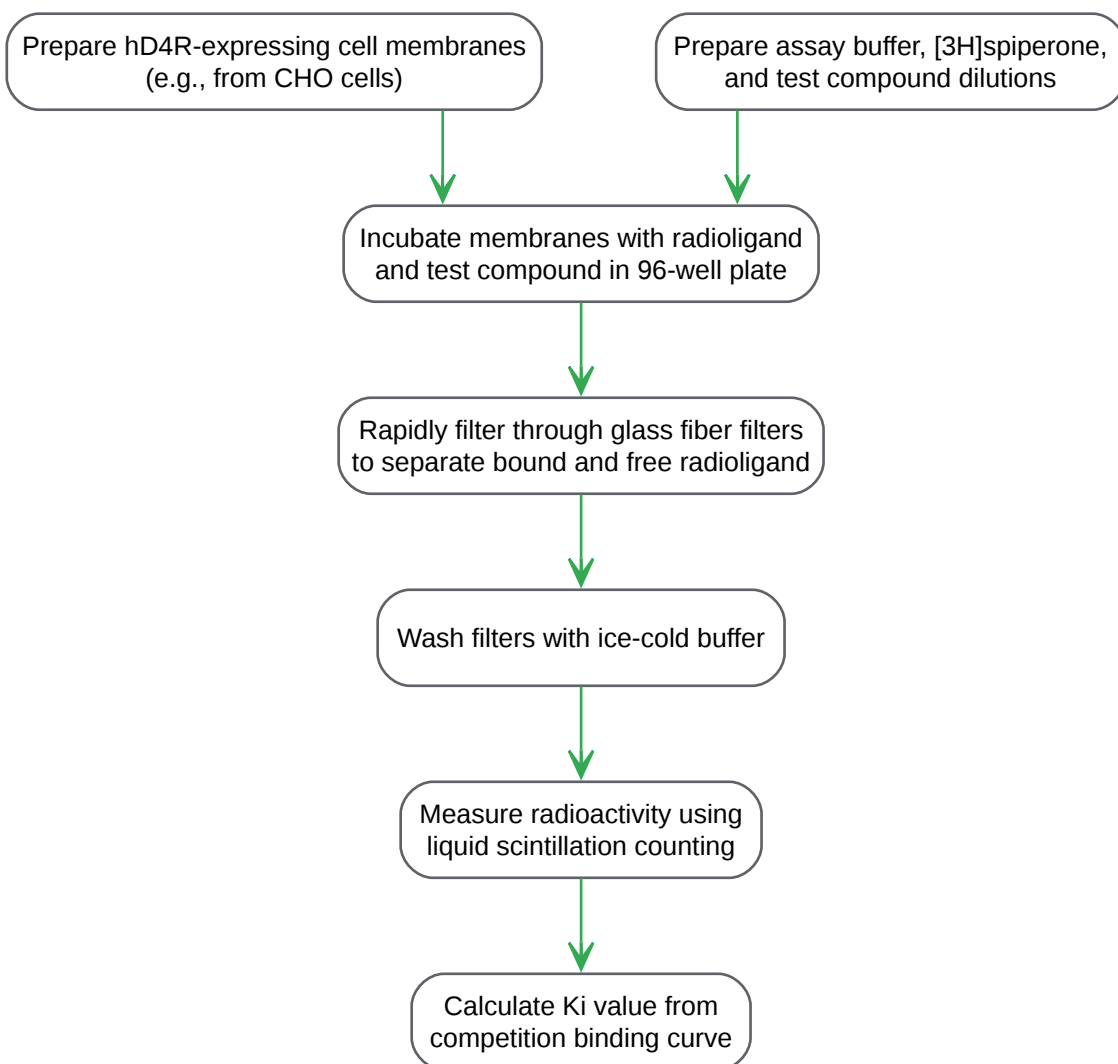 Prepare hD4R-expressing cell membranes
(e.g., from CHO cells)
Prepare assay buffer, [3H]spiperone,
and test compound dilutions
Incubate membranes with radioligand
and test compound in 96-well plate
Rapidly filter through glass fiber filters
to separate bound and free radioligand
Wash filters with ice-cold buffer
Measure radioactivity using
liquid scintillation counting
Calculate Ki value from
competition binding curve